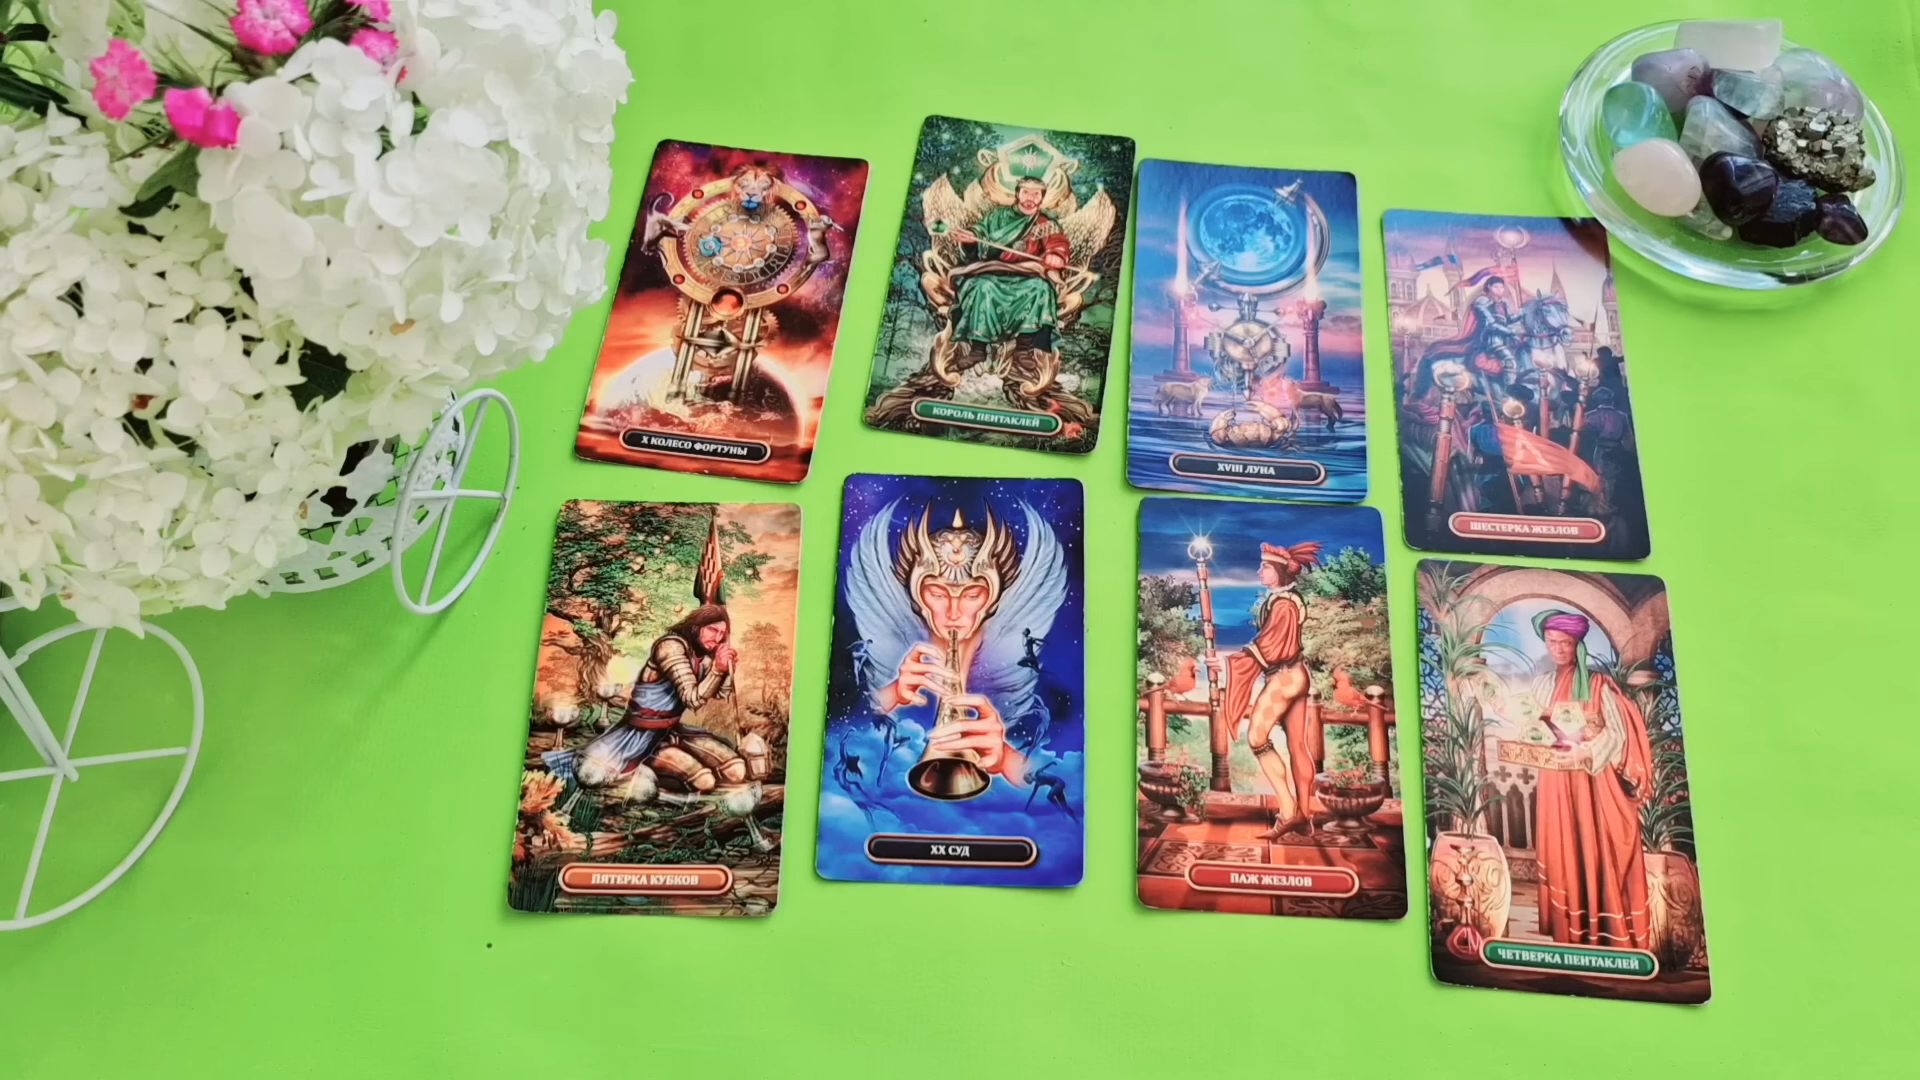 X КОЛЕСО ФОРТУНЫ
КОРОЛЬ ПЕНТАКЛЕЙ
XVIII ЛУНА
ШЕСТЕРКА ЖЕЗЛОВ
ПЯТЕРКА КУБКОВ
XX СУД
ПАЖ ЖЕЗЛОВ
ЧЕТВЕРКА ПЕНТАКЛЕЙ